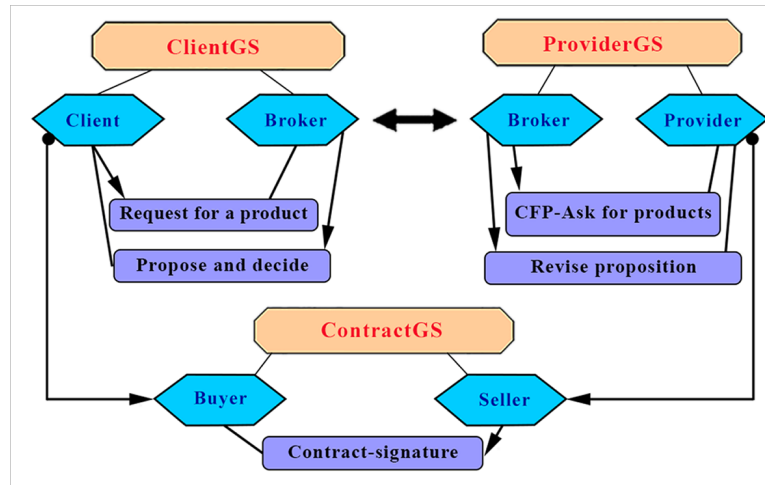 ClientGS
ProviderGS
Client
Broker
Broker
Provider
Request for a product
CFP-Ask for products
Propose and decide
Revise proposition
ContractGS
Buyer
Seller
Contract-signature